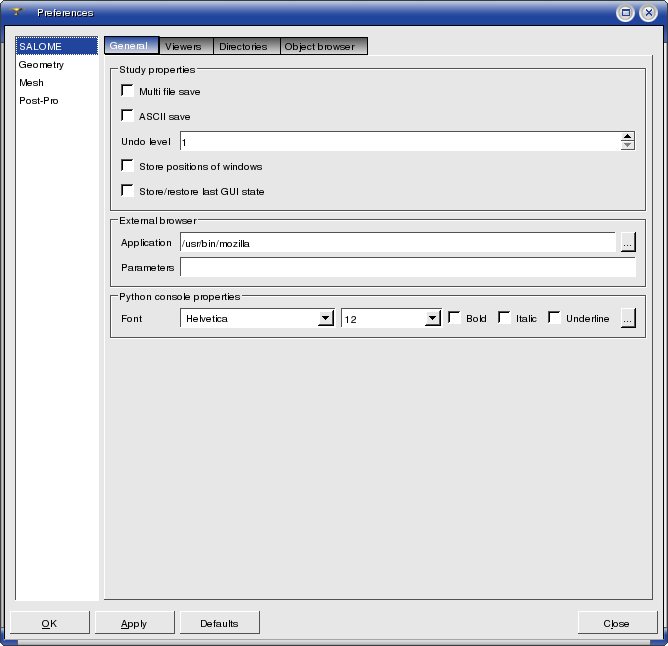 Preferences
SALOME
Geometry
Mesh
Post-Pro
General Viewers Directories Object browser
Study properties
Multi file save
ASCII save
Undo level 1
Store positions of windows
Store/restore last GUI state
External browser
Application /usr/bin/mozilla ...
Parameters
Python console properties
Font Helvetica 12 Bold Italic Underline ...
OK Apply Defaults Close